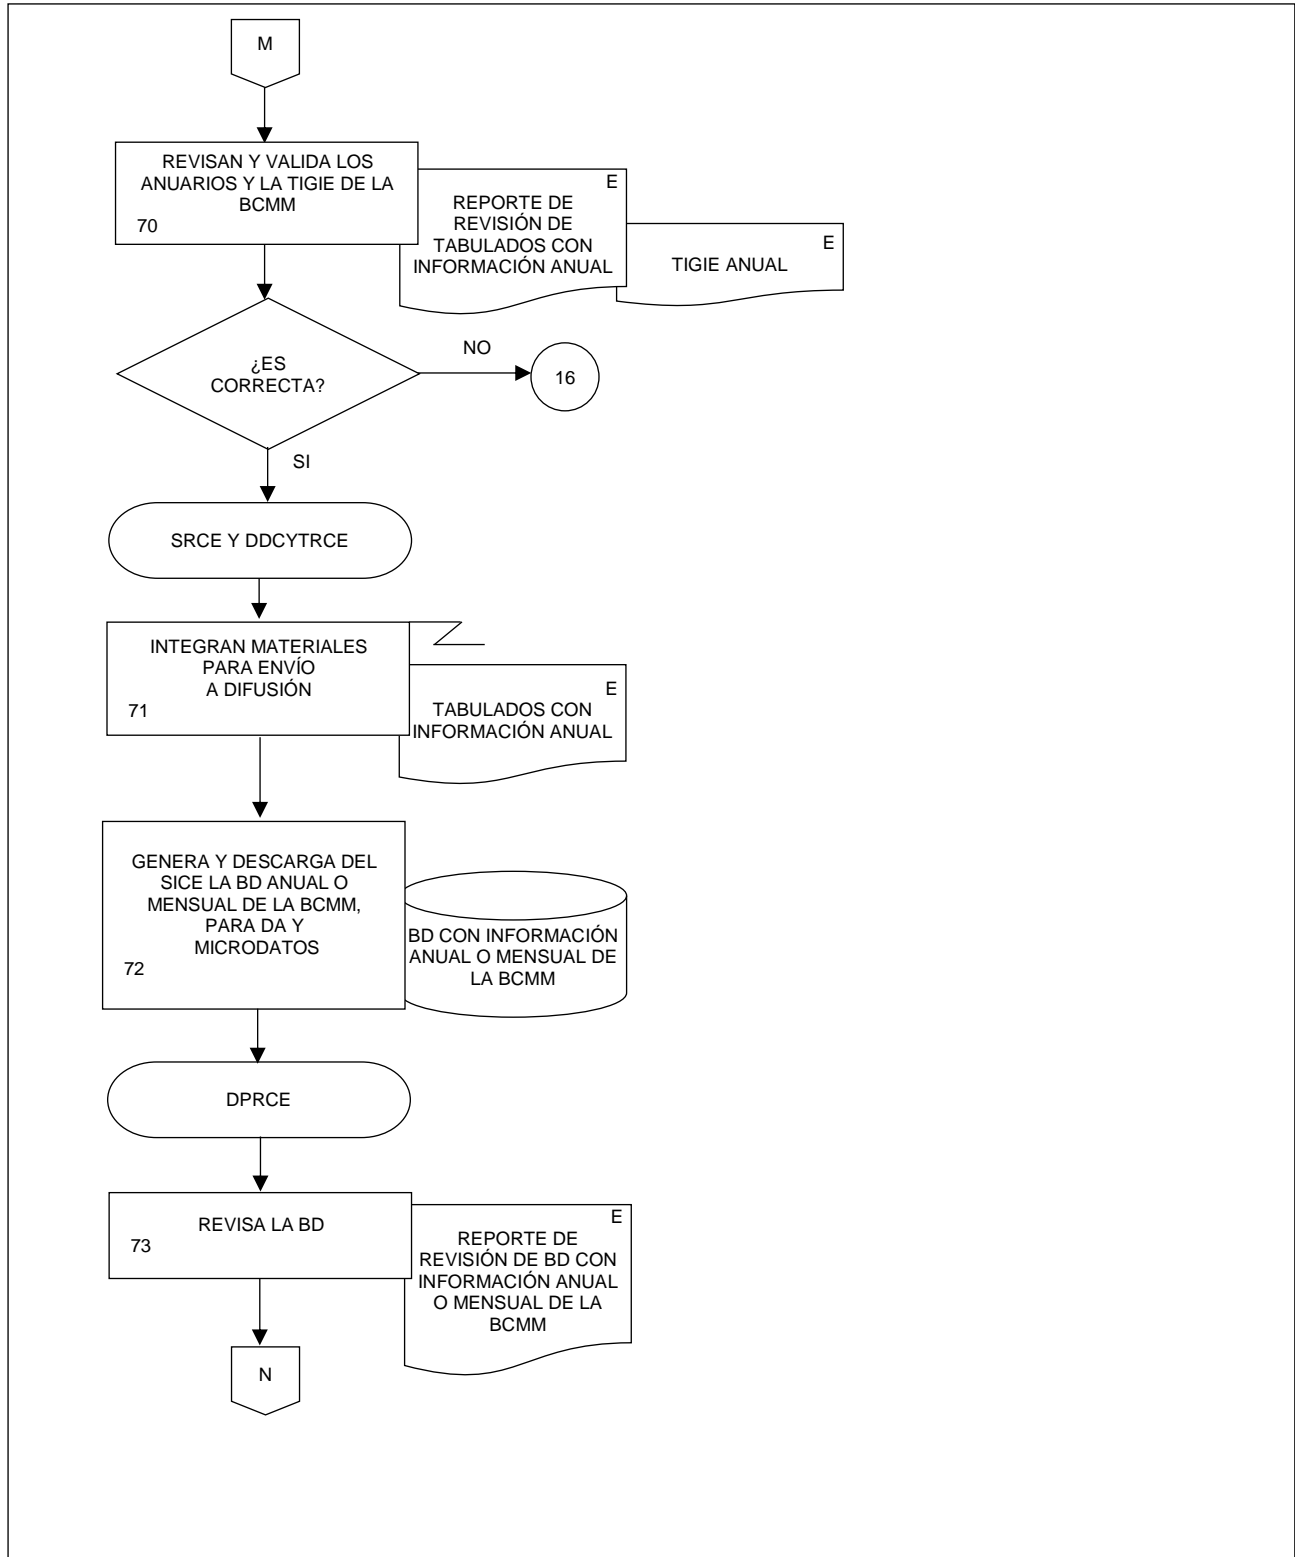 M
REVISAN Y VALIDA LOS
ANUARIOS Y LA TIGIE DE LA
BCMM
70
E
REPORTE DE
REVISIÓN DE
TABULADOS CON
INFORMACIÓN ANUAL
E
TIGIE ANUAL
¿ES
CORRECTA?
NO
16
SI
SRCE Y DDCYTRCE
INTEGRAN MATERIALES
PARA ENVÍO
A DIFUSIÓN
71
E
TABULADOS CON
INFORMACIÓN ANUAL
GENERA Y DESCARGA DEL
SICE LA BD ANUAL O
MENSUAL DE LA BCMM,
PARA DA Y
MICRODATOS
72
BD CON INFORMACIÓN
ANUAL O MENSUAL DE
LA BCMM
DPRCE
REVISA LA BD
73
E
REPORTE DE
REVISIÓN DE BD CON
INFORMACIÓN ANUAL
O MENSUAL DE LA
BCMM
N